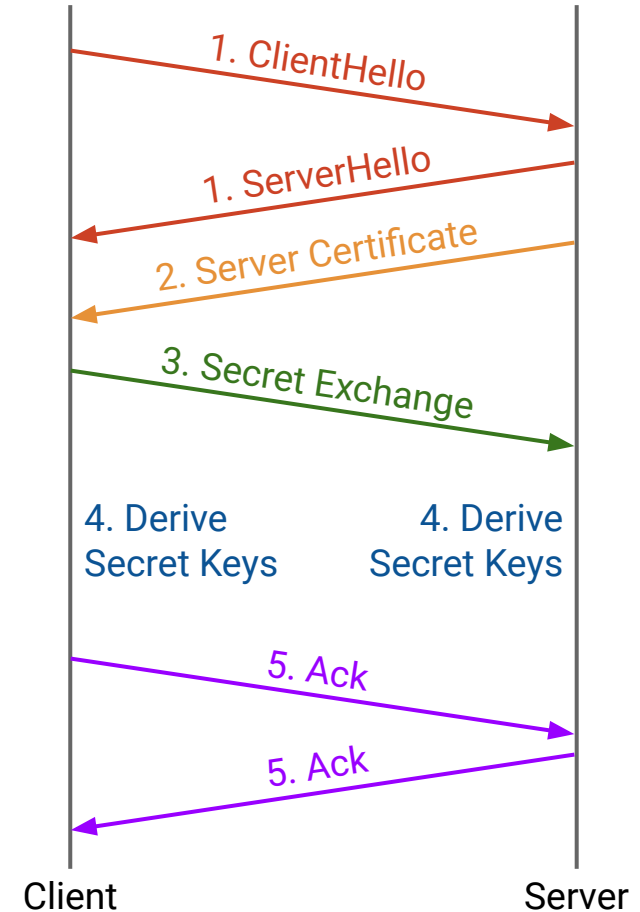 1. ClientHello
1. ServerHello
2. Server Certificate
3. Secret Exchange
4. Derive
Secret Keys
4. Derive
Secret Keys
5. Ack
5. Ack
Client
Server